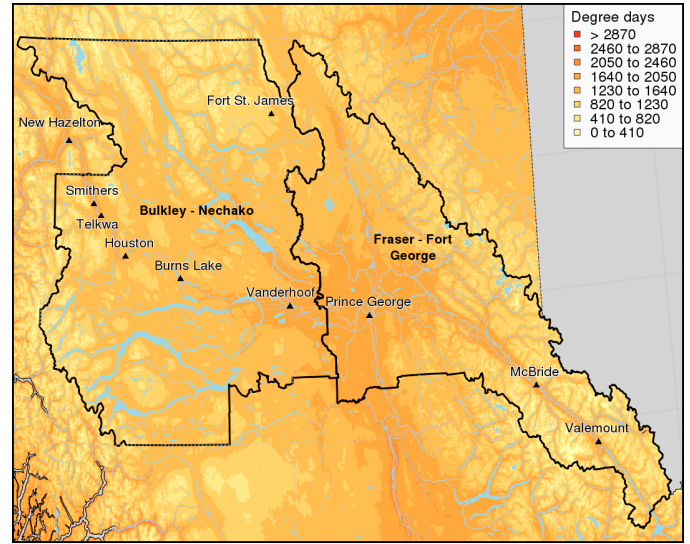 Degree days
> 2870
2460 to 2870
2050 to 2460
1640 to 2050
1230 to 1640
820 to 1230
410 to 820
0 to 410
Fort St. James
New Hazelton
Smithers
Bulkley - Nechako
Telkwa
Houston
Fraser - Fort
George
Burns Lake
Vanderhoof
Prince George
McBride
Valemount